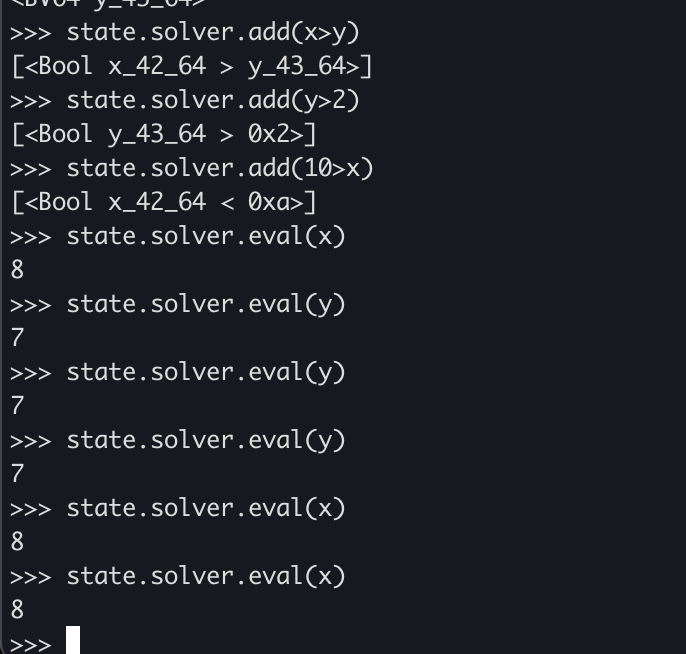 <BV64 y_43_64>
>>> state.solver.add(x>y)
[<Bool x_42_64 > y_43_64>]
>>> state.solver.add(y>2)
[<Bool y_43_64 > 0x2>]
>>> state.solver.add(10>x)
[<Bool x_42_64 < 0xa>]
>>> state.solver.eval(x)
8
>>> state.solver.eval(y)
7
>>> state.solver.eval(y)
7
>>> state.solver.eval(y)
7
>>> state.solver.eval(x)
8
>>> state.solver.eval(x)
8
>>>